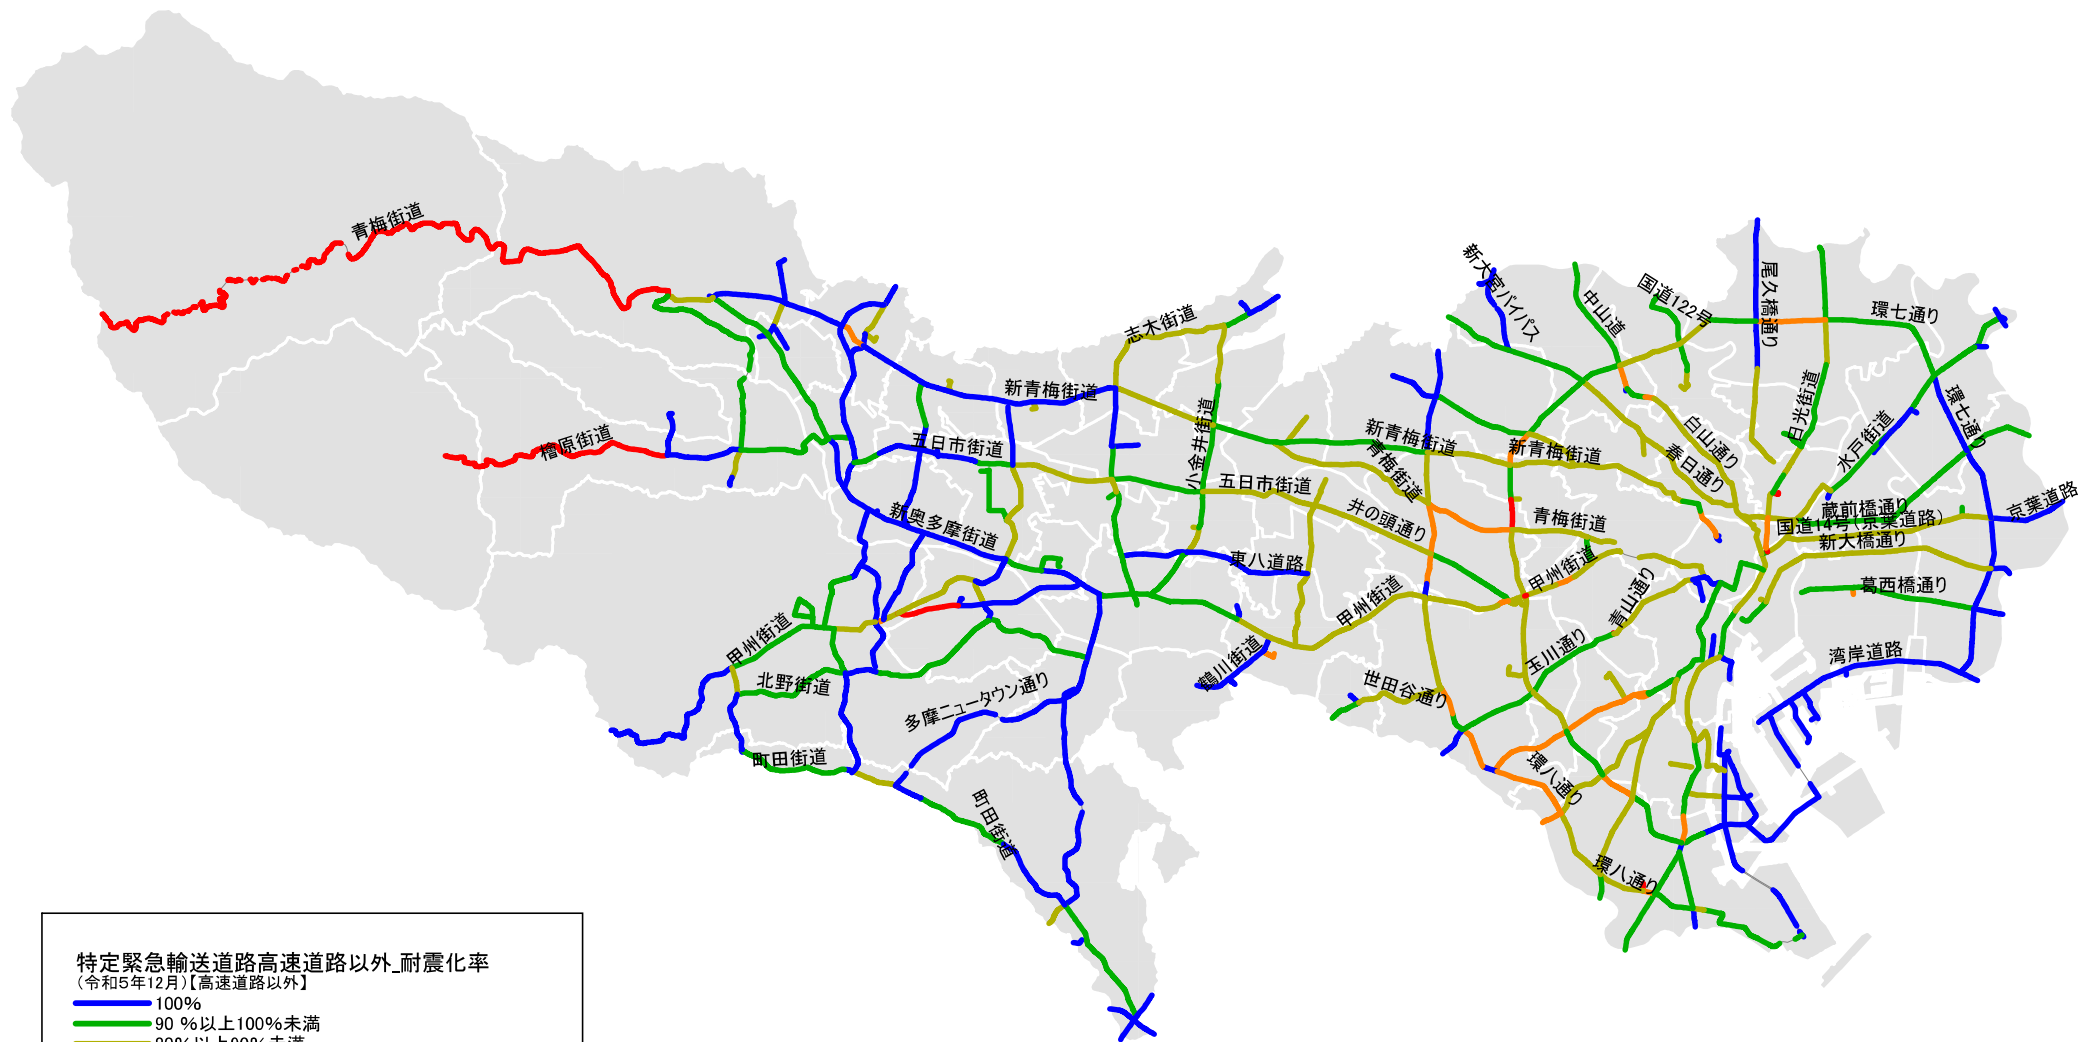 青梅街道
檜原街道
志木街道
新青梅街道
五日市街道
小金井街道
新奥多摩街道
新大宮バイパス
中山道
国道122号
尾久橋通り
環七通り
新青梅街道
青梅街道
新青梅街道
白山通り
春日通り
日光街道
水戸街道
環七通り
五日市街道
井の頭通り
青梅街道
蔵前橋通り
京葉道路
国道14号(京葉道路)
新大橋通り
東八道路
甲州街道
甲州街道
青山通り
葛西橋通り
甲州街道
北野街道
多摩ニュータウン通り
鶴川街道
世田谷通り
玉川通り
湾岸道路
町田街道
町田街道
環八通り
環八通り
特定緊急輸送道路高速道路以外_耐震化率
(令和5年12月)【高速道路以外】
100%
90 %以上100%未満